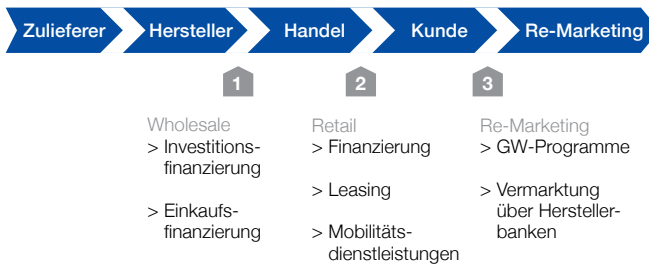 Zulieferer Hersteller Handel Kunde Re-Marketing
1 2 3
Wholesale
> Investitions-
finanzierung
> Einkaufs-
finanzierung
Retail
> Finanzierung
> Leasing
> Mobilitäts-
dienstleistungen
Re-Marketing
> GW-Programme
> Vermarktung
über Hersteller-
banken